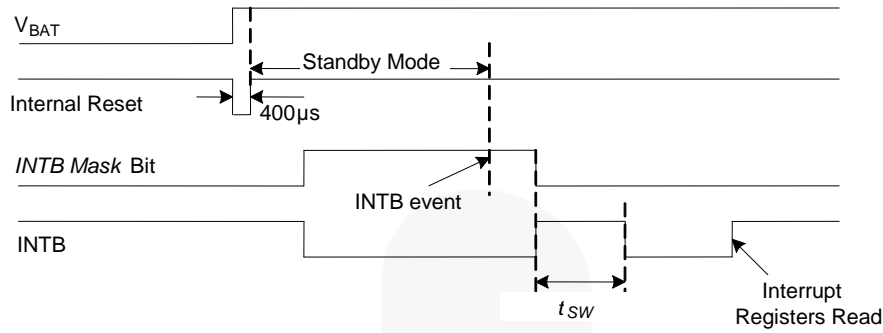 VBAT
Standby Mode
Internal Reset
400µs
INTB Mask Bit
INTB event
INTB
tSW
Interrupt
Registers Read